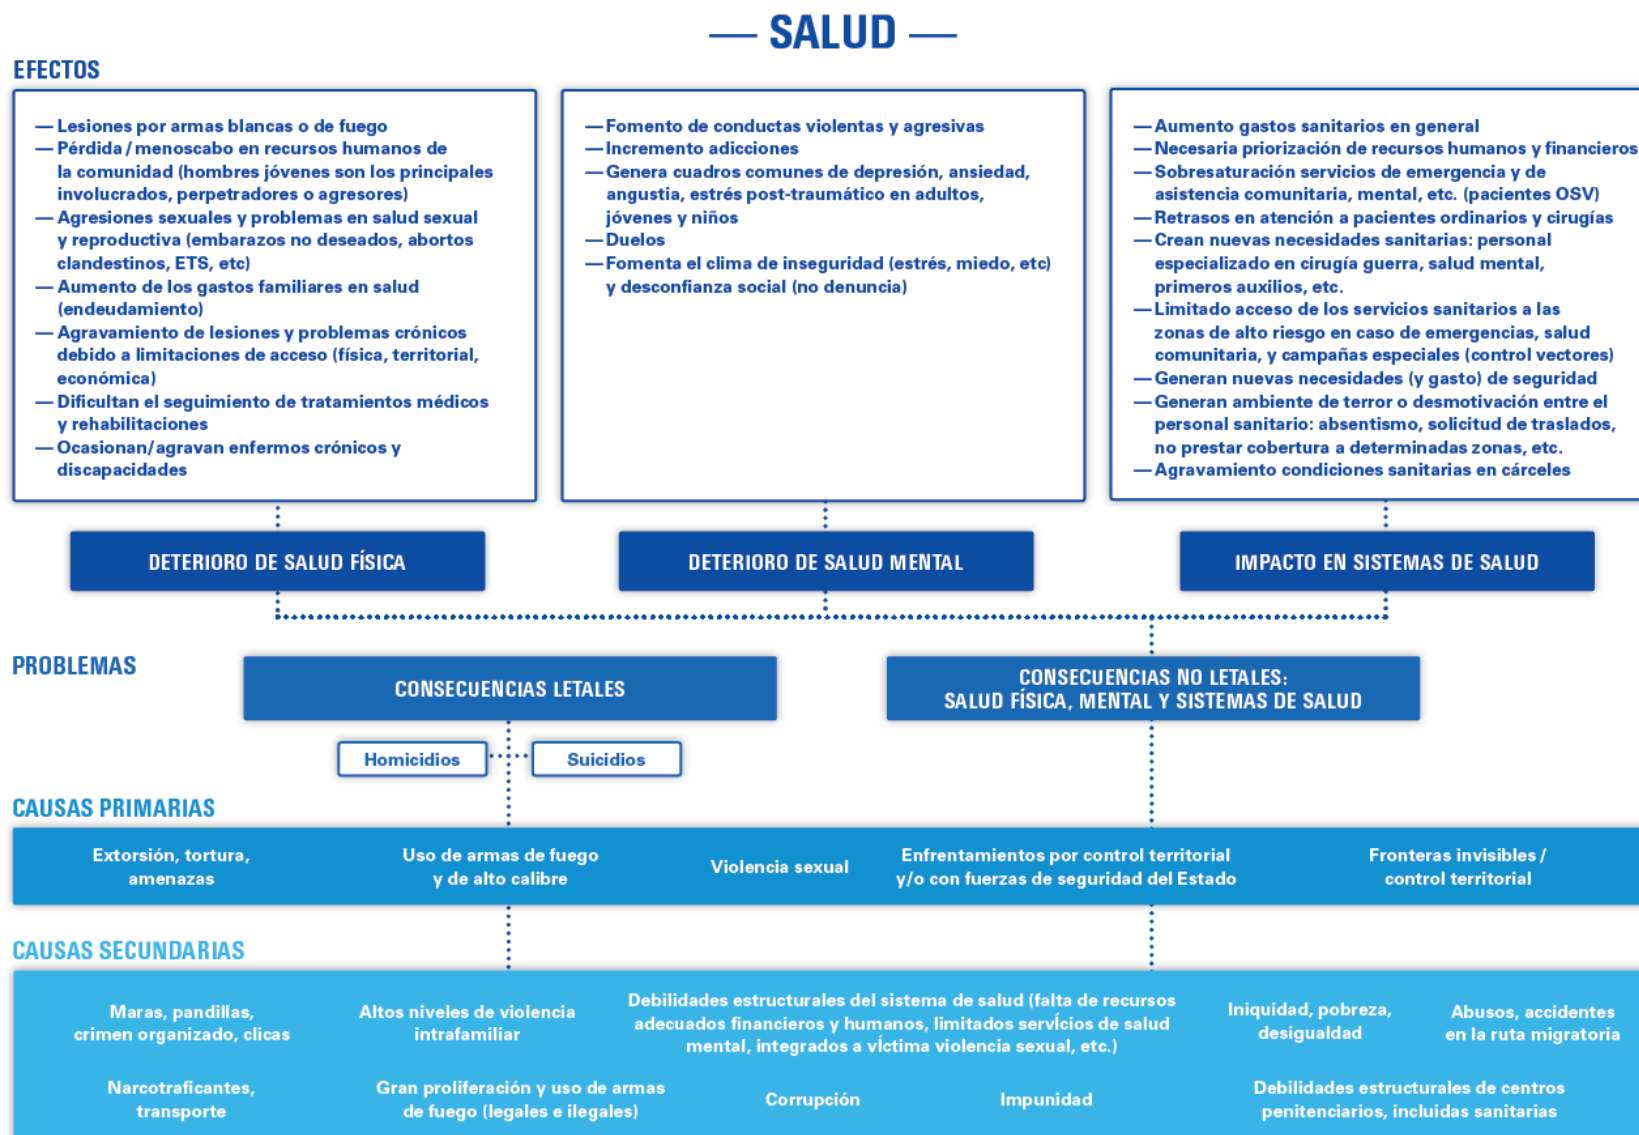 — SALUD —
EFECTOS
— Lesiones por armas blancas o de fuego
— Pérdida / menoscabo en recursos humanos de
la comunidad (hombres jóvenes son los principales
involucrados, perpetradores o agresores)
— Agresiones sexuales y problemas en salud sexual
y reproductiva (embarazos no deseados, abortos
clandestinos, ETS, etc)
— Aumento de los gastos familiares en salud
(endeudamiento)
— Agravamiento de lesiones y problemas crónicos
debido a limitaciones de acceso (física, territorial,
económica)
— Dificultan el seguimiento de tratamientos médicos
y rehabilitaciones
— Ocasionan/agravan enfermos crónicos y
discapacidades
— Fomento de conductas violentas y agresivas
— Incremento adicciones
— Genera cuadros comunes de depresión, ansiedad,
angustia, estrés post-traumático en adultos,
jóvenes y niños
— Duelos
— Fomenta el clima de inseguridad (estrés, miedo, etc)
y desconfianza social (no denuncia)
— Aumento gastos sanitarios en general
— Necesaria priorización de recursos humanos y financieros
— Sobresaturación servicios de emergencia y de
asistencia comunitaria, mental, etc. (pacientes OSV)
— Retrasos en atención a pacientes ordinarios y cirugías
— Crean nuevas necesidades sanitarias: personal
especializado en cirugía guerra, salud mental,
primeros auxilios, etc.
— Limitado acceso de los servicios sanitarios a las
zonas de alto riesgo en caso de emergencias, salud
comunitaria, y campañas especiales (control vectores)
— Generan nuevas necesidades (y gasto) de seguridad
— Generan ambiente de terror o desmotivación entre el
personal sanitario: absentismo, solicitud de traslados,
no prestar cobertura a determinadas zonas, etc.
— Agravamiento condiciones sanitarias en cárceles
DETERIORO DE SALUD FÍSICA
DETERIORO DE SALUD MENTAL
IMPACTO EN SISTEMAS DE SALUD
PROBLEMAS
CONSECUENCIAS LETALES
CONSECUENCIAS NO LETALES:
SALUD FÍSICA, MENTAL Y SISTEMAS DE SALUD
Homicidios
Suicidios
CAUSAS PRIMARIAS
Extorsión, tortura,
amenazas
Uso de armas de fuego
y de alto calibre
Violencia sexual
Enfrentamientos por control territorial
y/o con fuerzas de seguridad del Estado
Fronteras invisibles /
control territorial
CAUSAS SECUNDARIAS
Maras, pandillas,
crimen organizado, clicas
Altos niveles de violencia
intrafamiliar
Debilidades estructurales del sistema de salud (falta de recursos
adecuados financieros y humanos, limitados servÍcios de salud
mental, integrados a vÍctima violencia sexual, etc.)
Iniquidad, pobreza,
desigualdad
Abusos, accidentes
en la ruta migratoria
Narcotraficantes,
transporte
Gran proliferación y uso de armas
de fuego (legales e ilegales)
Corrupción
Impunidad
Debilidades estructurales de centros
penitenciarios, incluidas sanitarias